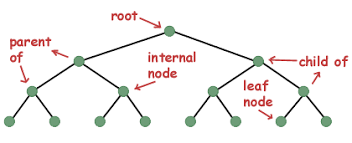 root
parent
of
internal
node
child of
leaf
node